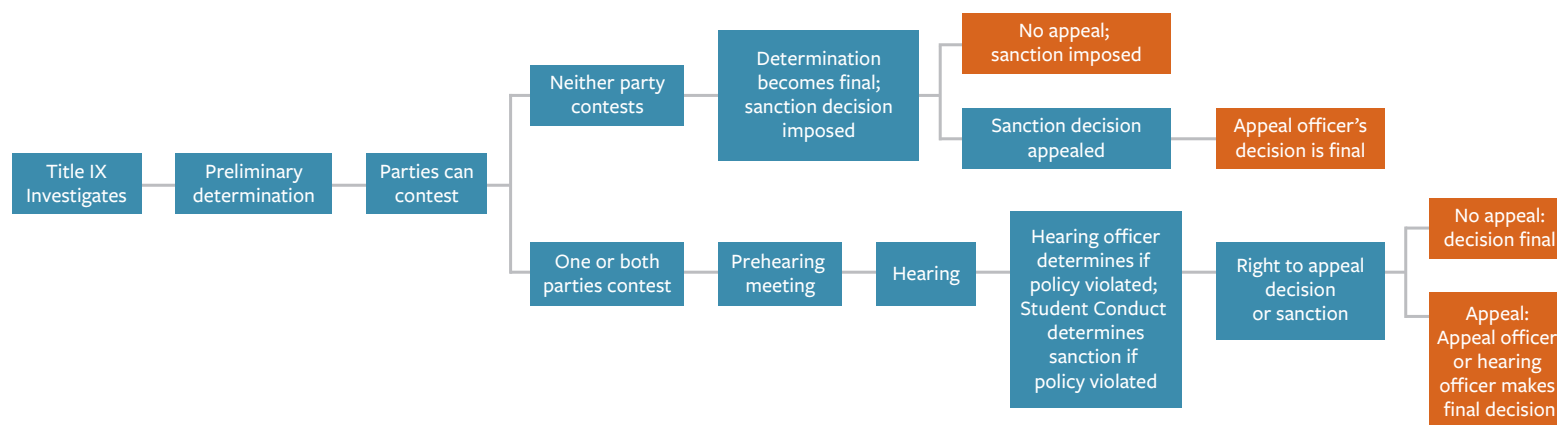 Title IX
Investigates
Preliminary
determination
Parties can
contest
Neither party
contests
Determination
becomes final;
sanction decision
imposed
No appeal;
sanction imposed
Sanction decision
appealed
Appeal officer’s
decision is final
One or both
parties contest
Prehearing
meeting
Hearing
Hearing officer
determines if
policy violated;
Student Conduct
determines
sanction if
policy violated
Right to appeal
decision
or sanction
No appeal:
decision final
Appeal:
Appeal officer
or hearing
officer makes
final decision